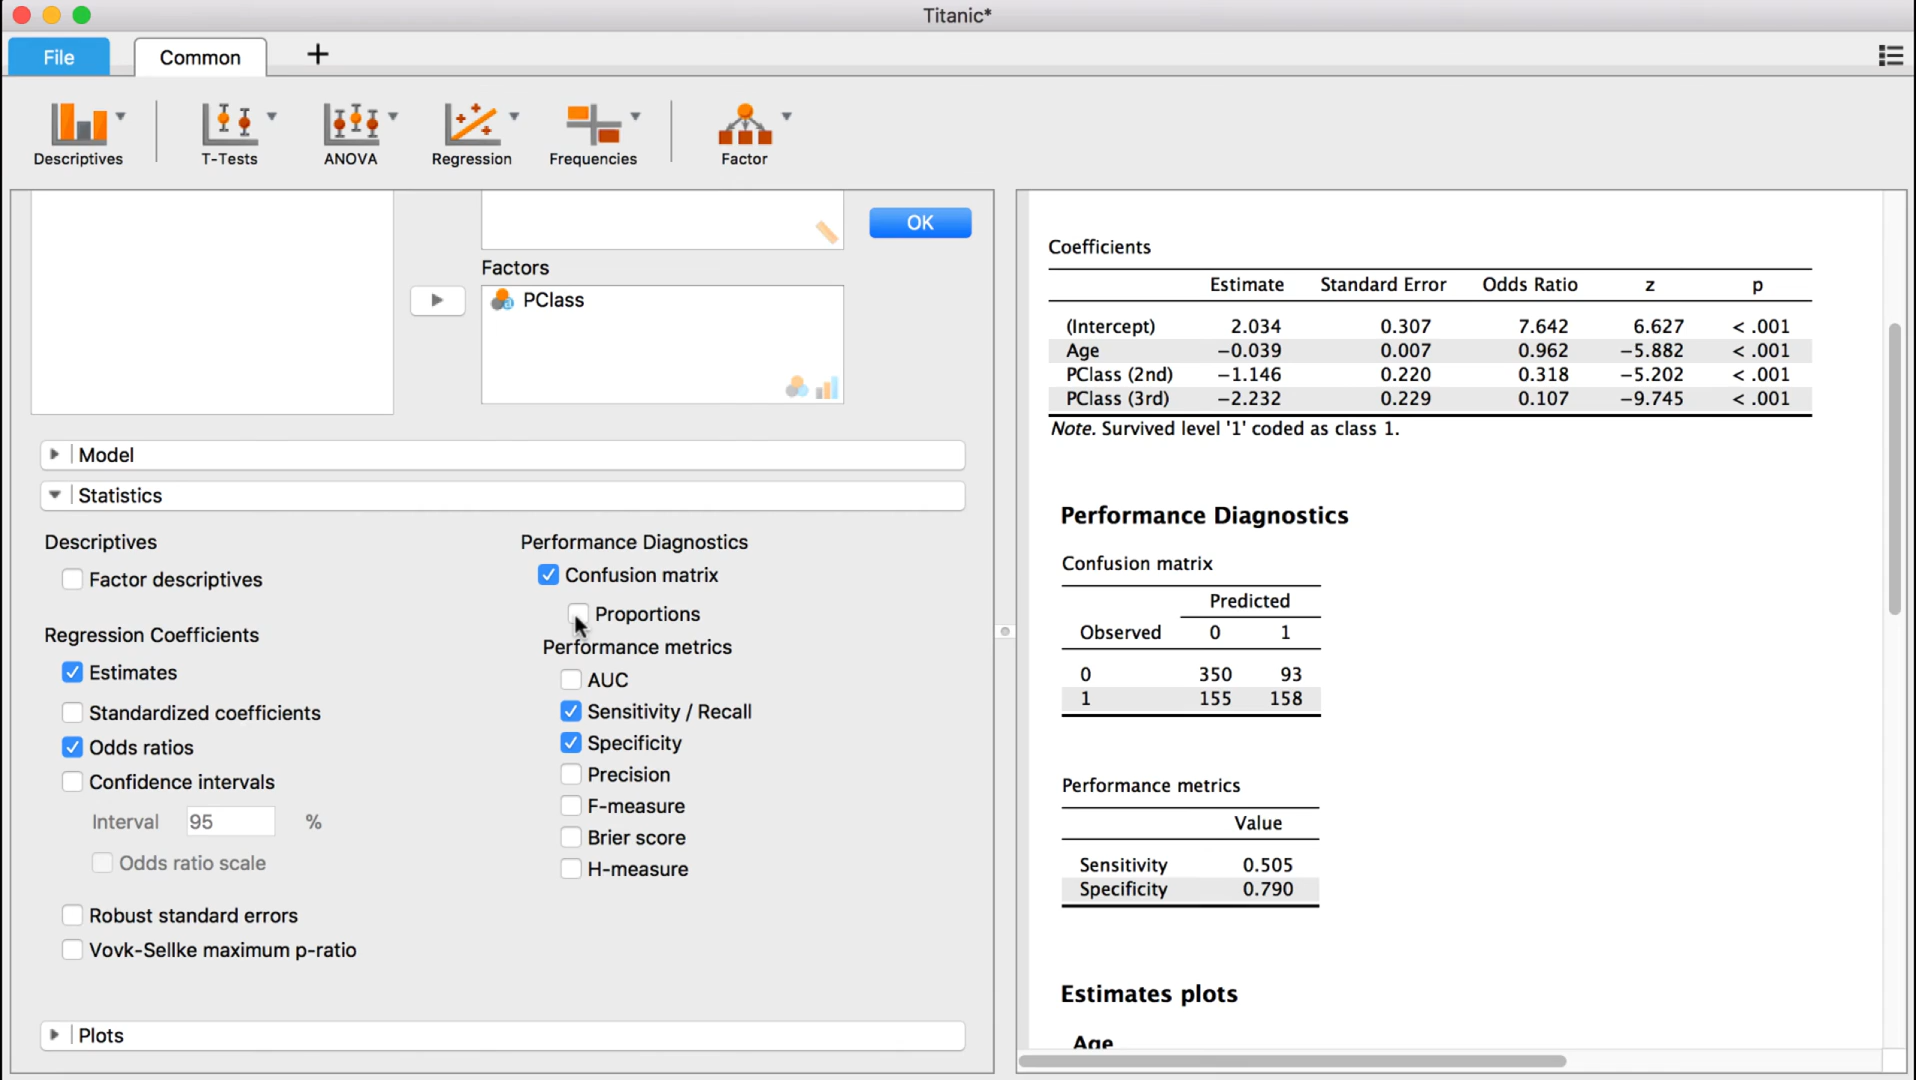 Titanic*
File
Common
+
Descriptives
T-Tests
ANOVA
Regression
Frequencies
Factor
OK
Factors
PClass
Model
Statistics
Descriptives
Factor descriptives
Regression Coefficients
Estimates
Standardized coefficients
Odds ratios
Confidence intervals
Interval 95 %
Odds ratio scale
Robust standard errors
Vovk-Sellke maximum p-ratio
Performance Diagnostics
Confusion matrix
Proportions
Performance metrics
AUC
Sensitivity / Recall
Specificity
Precision
F-measure
Brier score
H-measure
Plots
Coefficients
Estimate Standard Error Odds Ratio z p
(Intercept) 2.034 0.307 7.642 6.627 < .001
Age −0.039 0.007 0.962 −5.882 < .001
PClass (2nd) −1.146 0.220 0.318 −5.202 < .001
PClass (3rd) −2.232 0.229 0.107 −9.745 < .001
Note. Survived level '1' coded as class 1.
Performance Diagnostics
Confusion matrix
Predicted
Observed 0 1
0 350 93
1 155 158
Performance metrics
Value
Sensitivity 0.505
Specificity 0.790
Estimates plots
Age